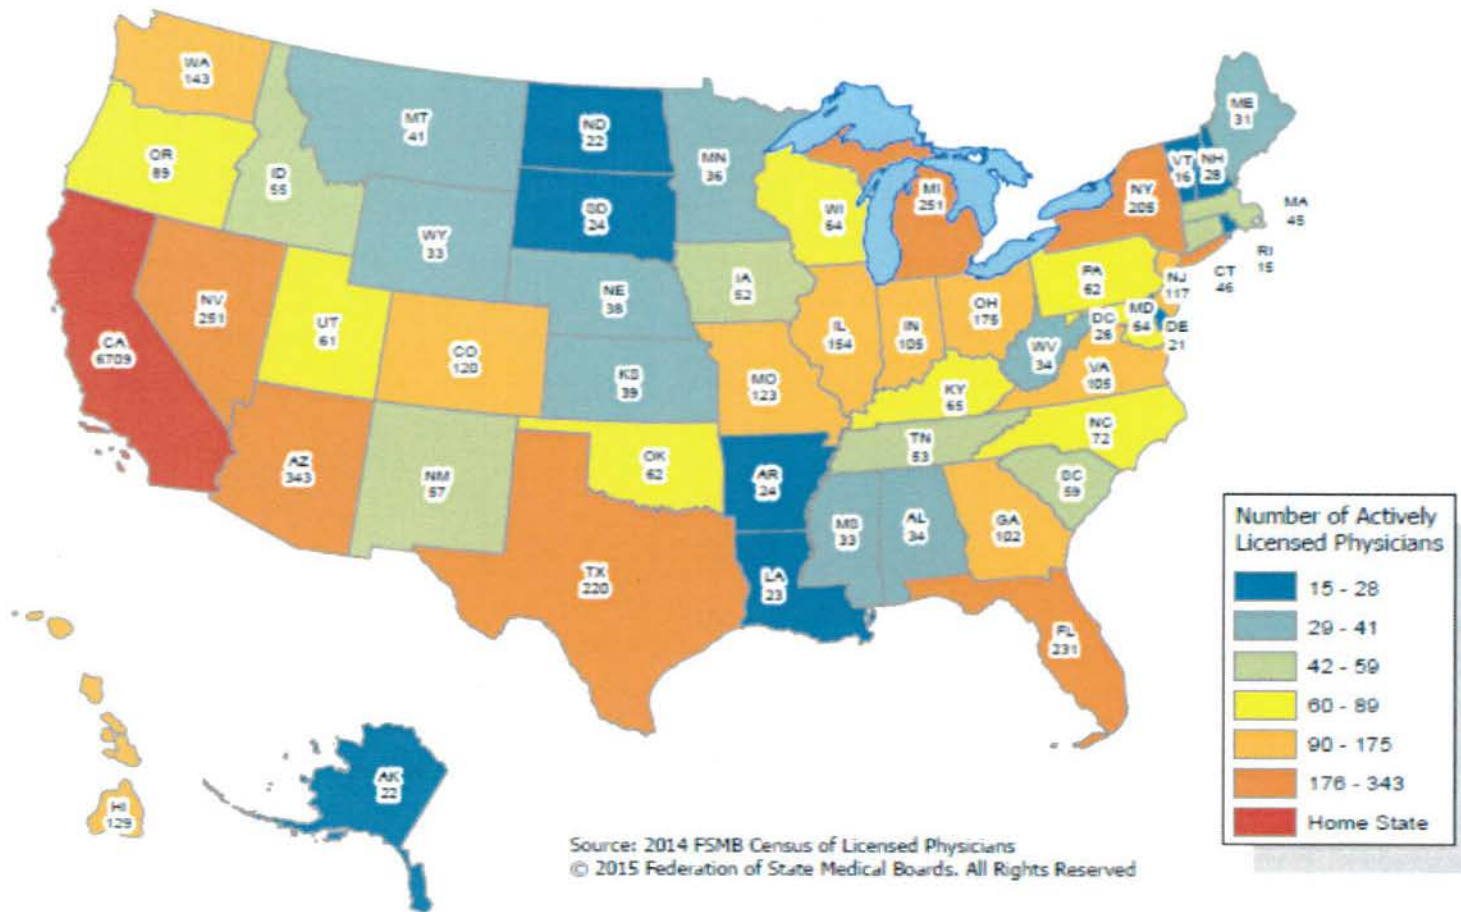 WA
143
MT
41
ND
22
MN
36
ME
31
VT
16
NH
28
OR
89
ID
55
SD
24
WI
64
MI
251
NY
205
MA
45
WY
33
RI
15
CT
46
NV
251
UT
61
NE
38
IA
52
PA
62
NJ
117
CA
6709
CO
120
KS
39
MO
123
IL
154
IN
105
OH
175
WV
34
DC
26
MD
64
DE
21
VA
105
KY
65
AZ
343
NM
57
OK
62
AR
24
TN
53
NC
72
SC
59
TX
220
LA
23
MS
33
AL
34
GA
102
FL
231
HI
129
AK
22
Number of Actively
Licensed Physicians
15 - 28
29 - 41
42 - 59
60 - 89
90 - 175
176 - 343
Home State
Source: 2014 FSMB Census of Licensed Physicians
© 2015 Federation of State Medical Boards. All Rights Reserved